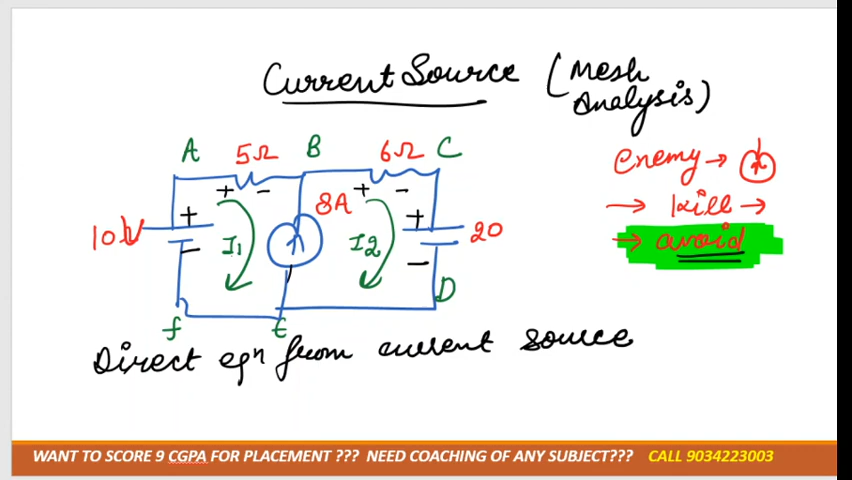 Current Source (Mesh
Analysis)
Enemy →
→ kill →
→ avoid
A 5Ω B 6Ω C
+ - + -
8A
10V + - I1 I2 + - 20
f E D
Direct eqn from current source
WANT TO SCORE 9 CGPA FOR PLACEMENT ??? NEED COACHING OF ANY SUBJECT??? CALL 9034223003